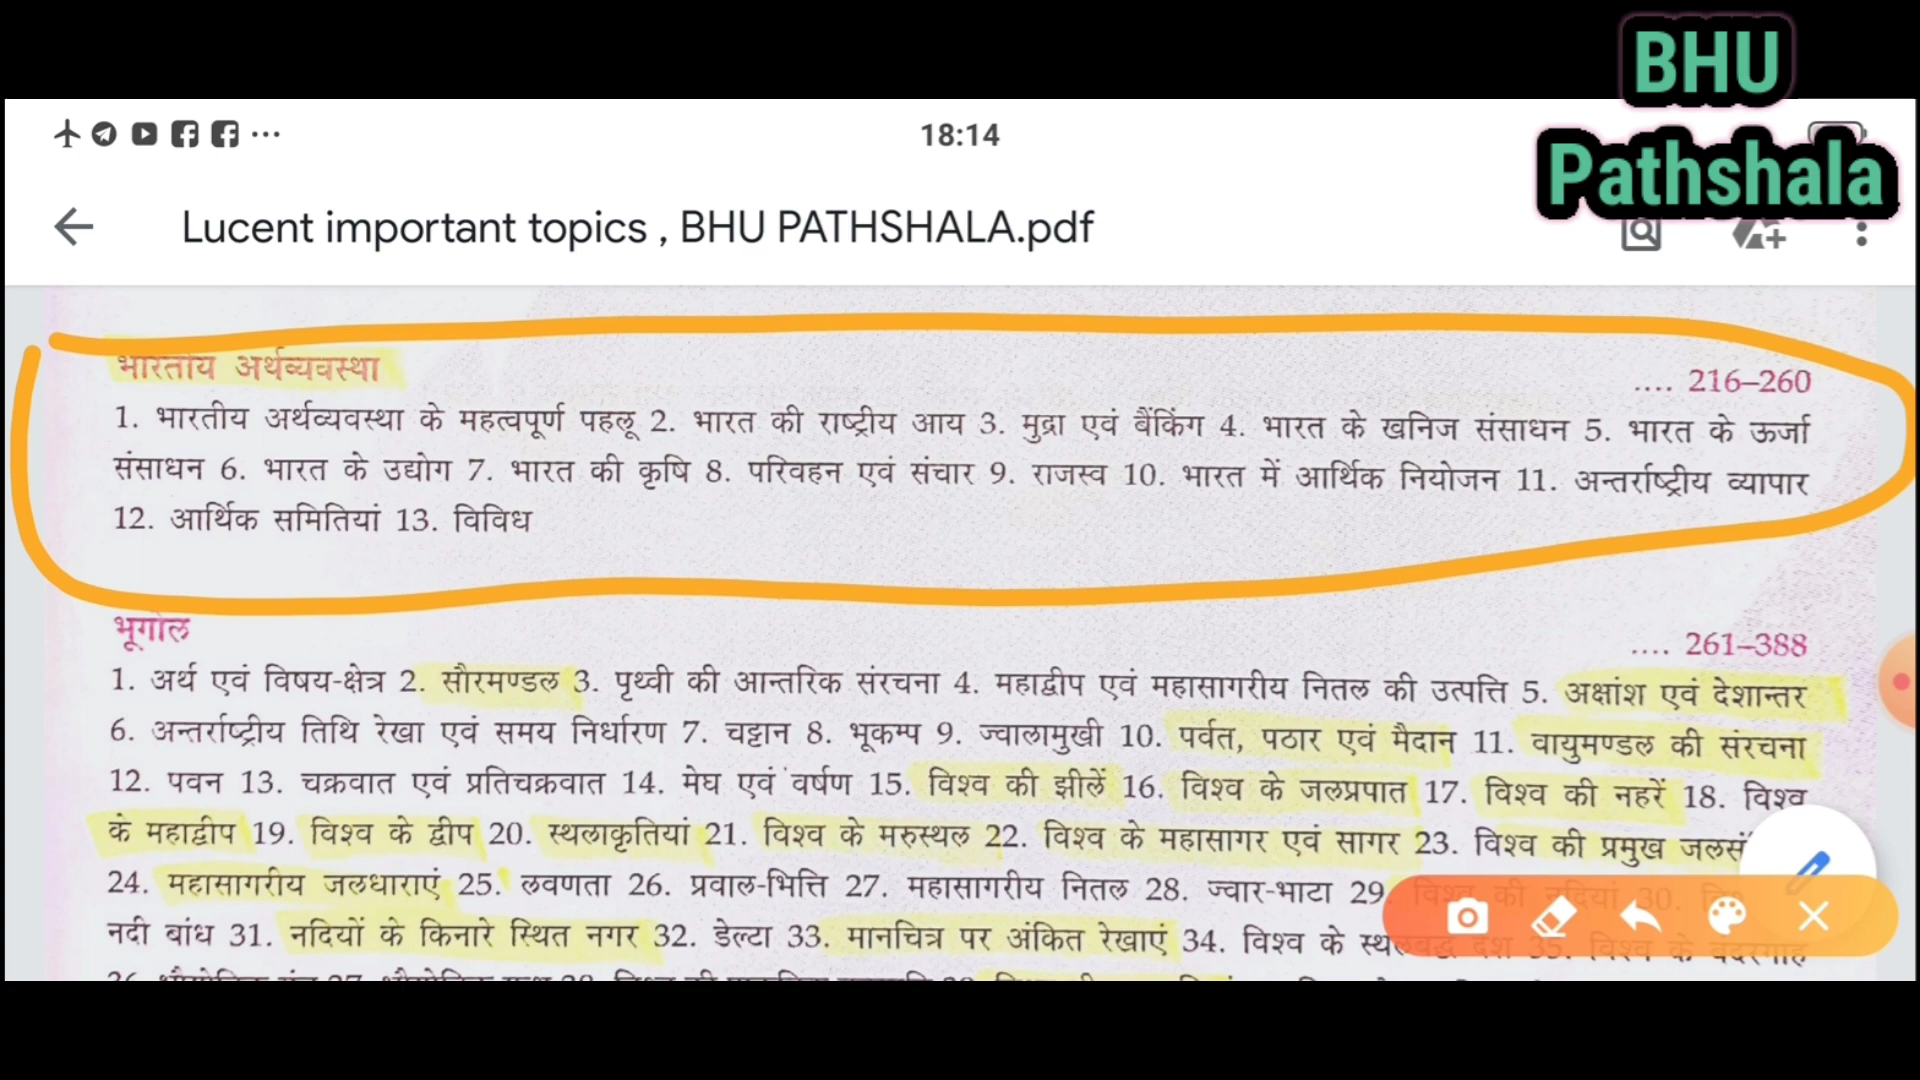 BHU
Pathshala
18:14
Lucent important topics , BHU PATHSHALA.pdf
भारतीय अर्थव्यवस्था .... 216–260
1. भारतीय अर्थव्यवस्था के महत्वपूर्ण पहलू 2. भारत की राष्ट्रीय आय 3. मुद्रा एवं बैंकिंग 4. भारत के खनिज संसाधन 5. भारत के ऊर्जा
संसाधन 6. भारत के उद्योग 7. भारत की कृषि 8. परिवहन एवं संचार 9. राजस्व 10. भारत में आर्थिक नियोजन 11. अन्तर्राष्ट्रीय व्यापार
12. आर्थिक समितियां 13. विविध
भूगोल .... 261–388
1. अर्थ एवं विषय-क्षेत्र 2. सौरमण्डल 3. पृथ्वी की आन्तरिक संरचना 4. महाद्वीप एवं महासागरीय नितल की उत्पत्ति 5. अक्षांश एवं देशान्तर
6. अन्तर्राष्ट्रीय तिथि रेखा एवं समय निर्धारण 7. चट्टान 8. भूकम्प 9. ज्वालामुखी 10. पर्वत, पठार एवं मैदान 11. वायुमण्डल की संरचना
12. पवन 13. चक्रवात एवं प्रतिचक्रवात 14. मेघ एवं वर्षण 15. विश्व की झीलें 16. विश्व के जलप्रपात 17. विश्व की नहरें 18. विश्व
के महाद्वीप 19. विश्व के द्वीप 20. स्थलाकृतियां 21. विश्व के मरुस्थल 22. विश्व के महासागर एवं सागर 23. विश्व की प्रमुख
24. महासागरीय जलधाराएं 25. लवणता 26. प्रवाल-भित्ति 27. महासागरीय नितल 28. ज्वार-भाटा 29. विश्व की नदियां 30.
नदी बांध 31. नदियों के किनारे स्थित नगर 32. डेल्टा 33. मानचित्र पर अंकित रेखाएं 34. विश्व के स्थलबद्ध देश 35. विश्व के बंदरगाह